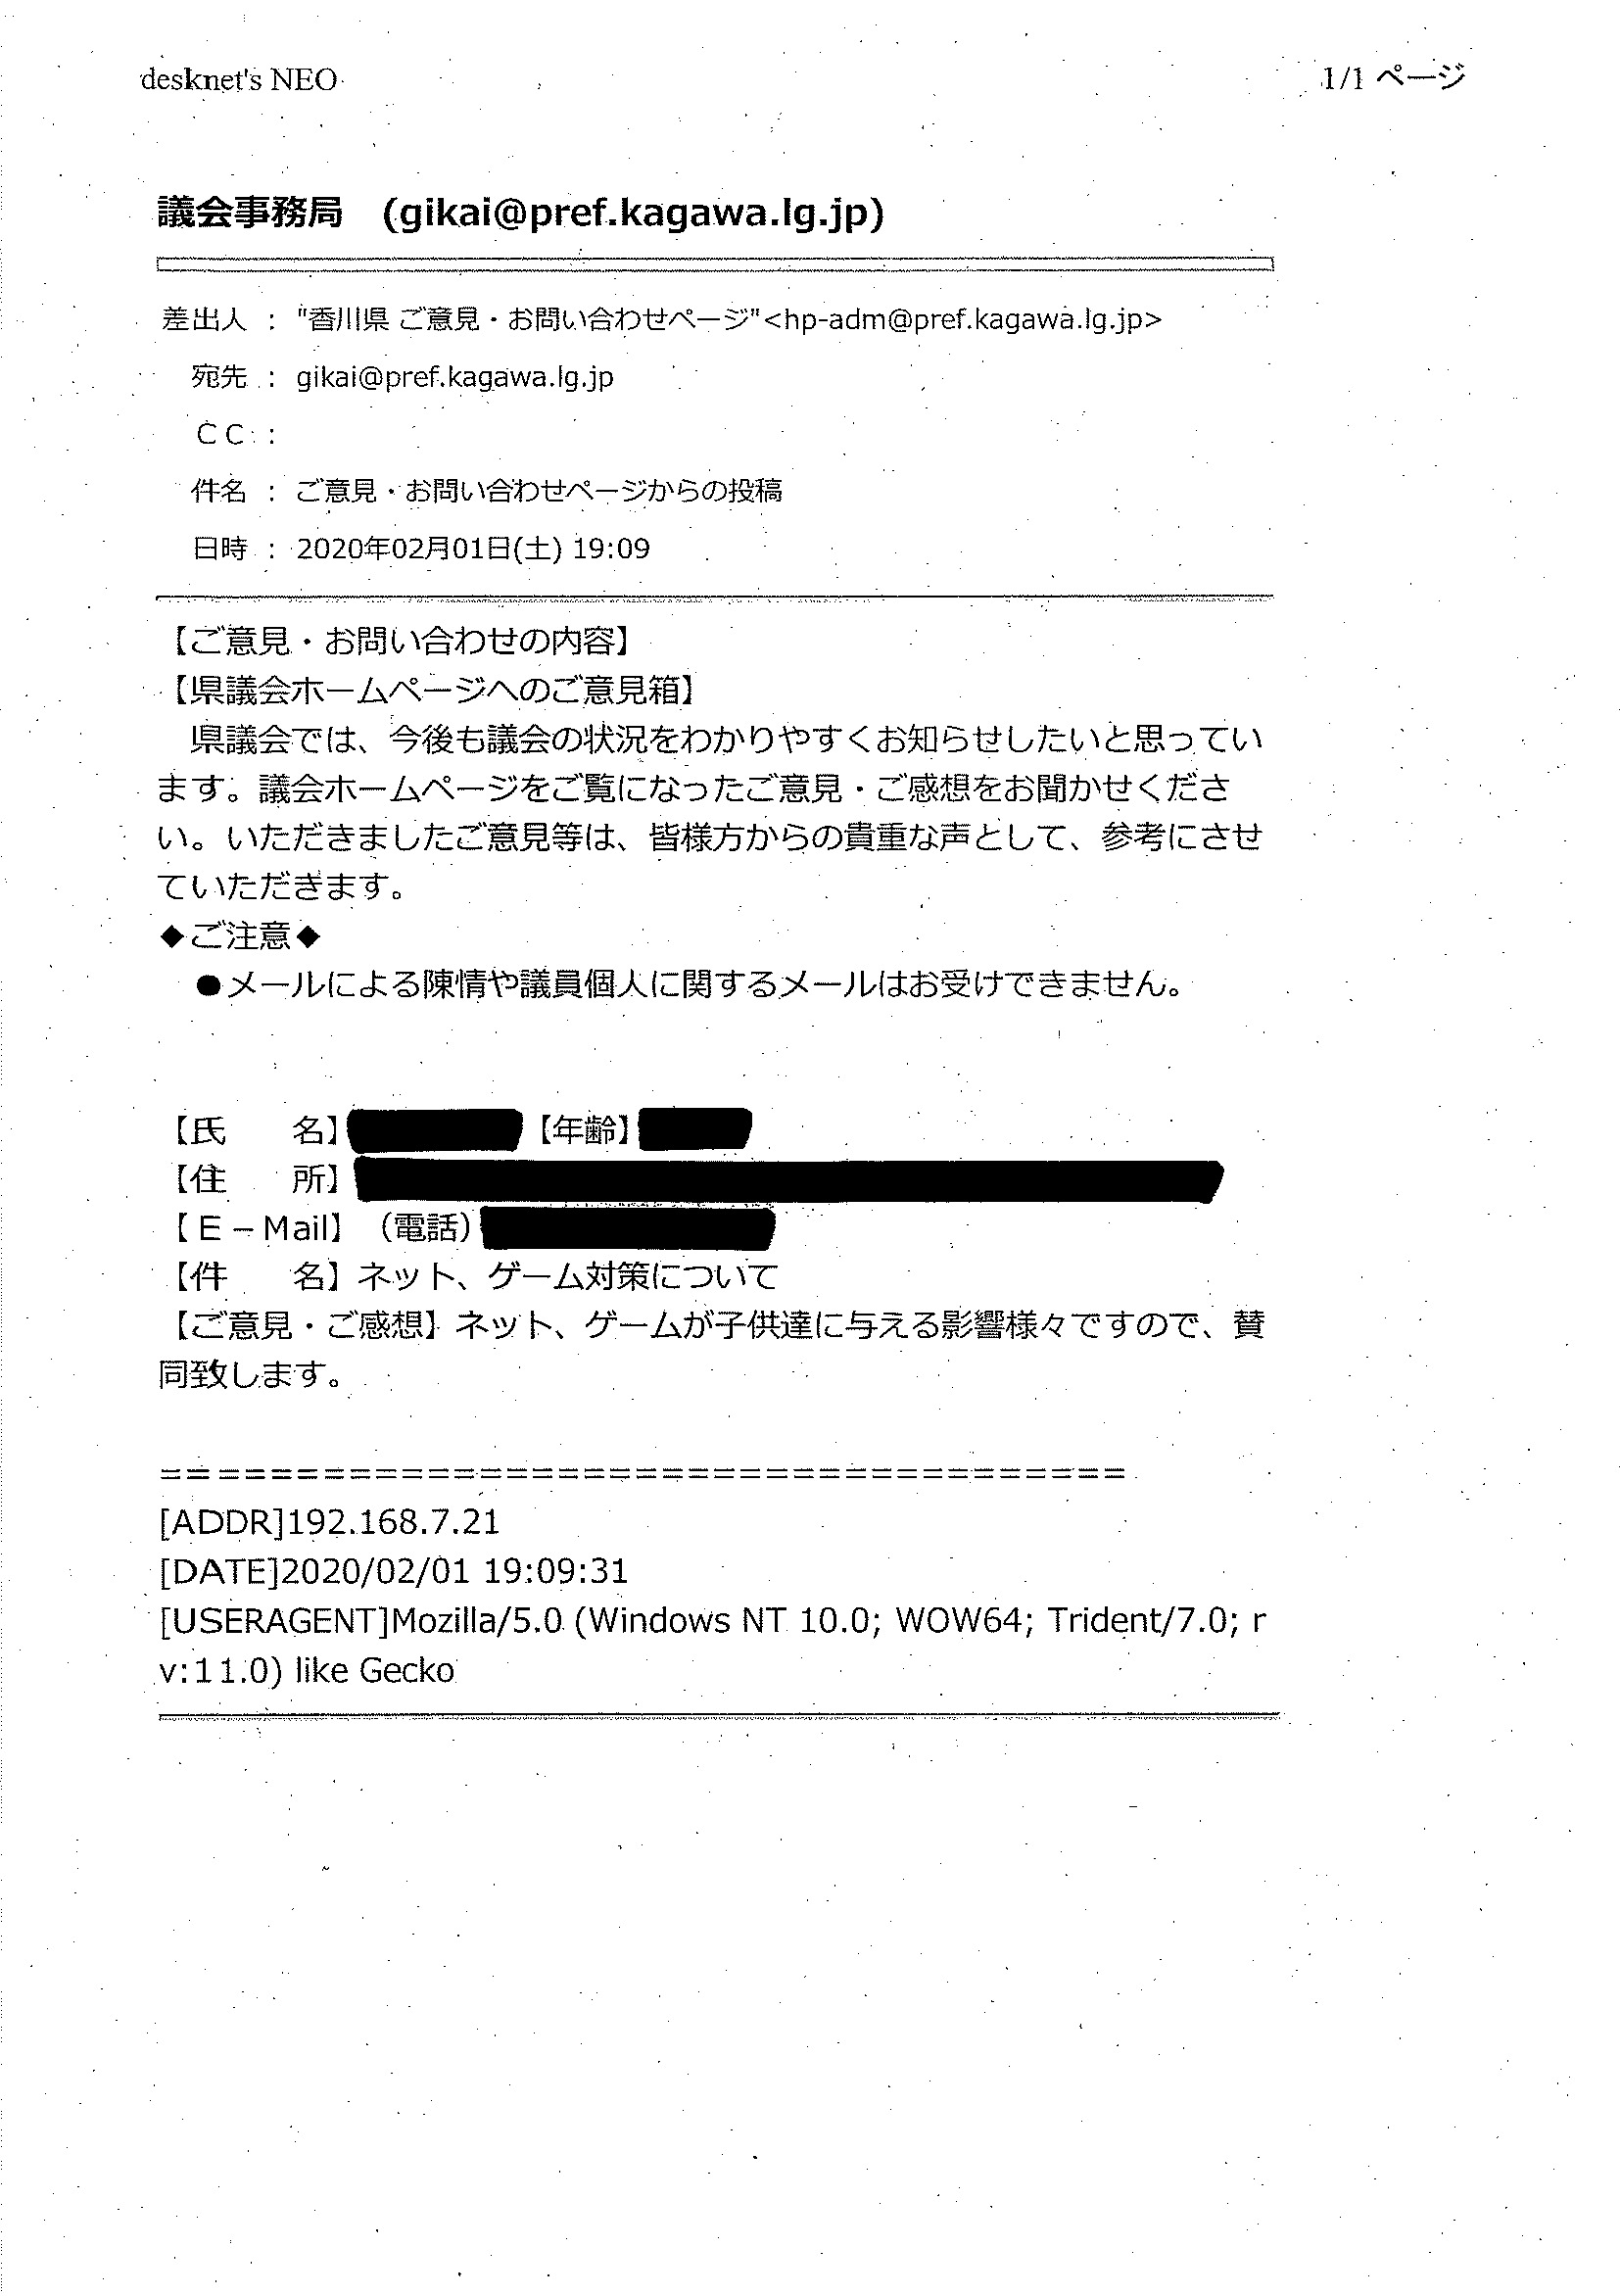 desknet's NEO
1/1 ページ
議会事務局　(gikai@pref.kagawa.lg.jp)
差出人 : "香川県 ご意見・お問い合わせページ"<hp-adm@pref.kagawa.lg.jp>
宛先 : gikai@pref.kagawa.lg.jp
ＣＣ :
件名 : ご意見・お問い合わせページからの投稿
日時 : 2020年02月01日(土) 19:09
【ご意見・お問い合わせの内容】
【県議会ホームページへのご意見箱】
　県議会では、今後も議会の状況をわかりやすくお知らせしたいと思ってい
ます。議会ホームページをご覧になったご意見・ご感想をお聞かせくださ
い。いただきましたご意見等は、皆様方からの貴重な声として、参考にさせ
ていただきます。
◆ご注意◆
　●メールによる陳情や議員個人に関するメールはお受けできません。
【氏　　名】【年齢】
【住　　所】
【Ｅ－Mail】（電話）
【件　　名】ネット、ゲーム対策について
【ご意見・ご感想】ネット、ゲームが子供達に与える影響様々ですので、賛
同致します。
=====================================
[ADDR]192.168.7.21
[DATE]2020/02/01 19:09:31
[USERAGENT]Mozilla/5.0 (Windows NT 10.0; WOW64; Trident/7.0; r
v:11.0) like Gecko